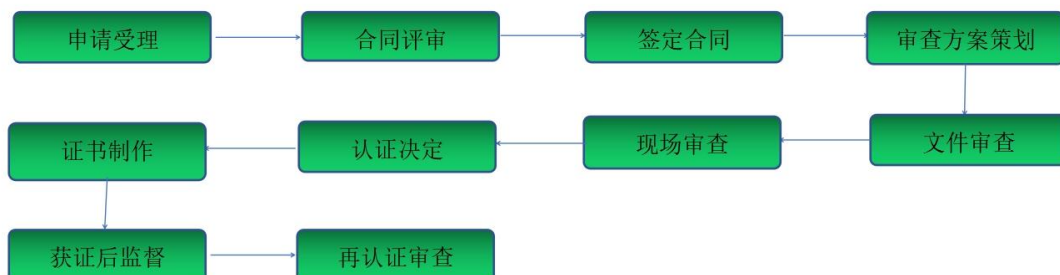 申请受理
合同评审
签定合同
审查方案策划
文件审查
现场审查
认证决定
证书制作
获证后监督
再认证审查